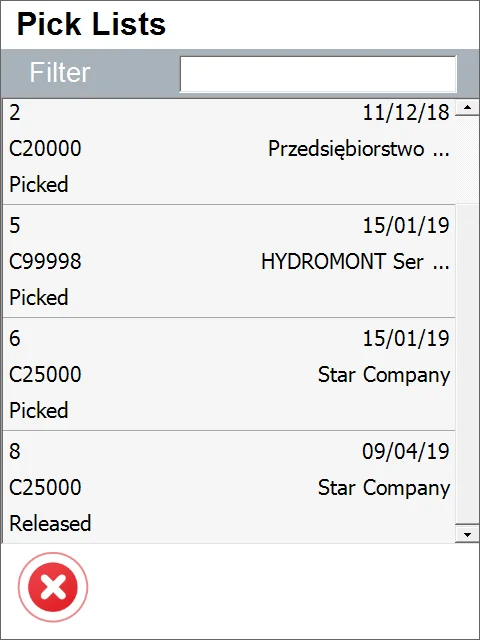 Pick Lists
Filter
2 11/12/18
C20000 Przedsiębiorstwo ...
Picked
5 15/01/19
C99998 HYDROMONT Ser ...
Picked
6 15/01/19
C25000 Star Company
Picked
8 09/04/19
C25000 Star Company
Released